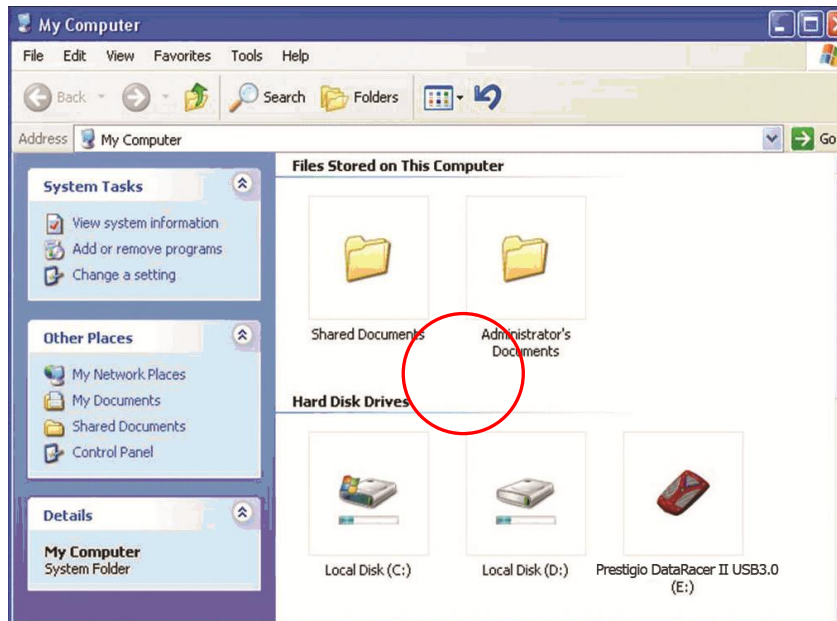 My Computer
File Edit View Favorites Tools Help
Back Search Folders
Address My Computer Go
System Tasks
View system information
Add or remove programs
Change a setting
Other Places
My Network Places
My Documents
Shared Documents
Control Panel
Details
My Computer
System Folder
Files Stored on This Computer
Shared Documents
Administrator's
Documents
Hard Disk Drives
Local Disk (C:)
Local Disk (D:)
Prestigio DataRacer II USB3.0
(E:)